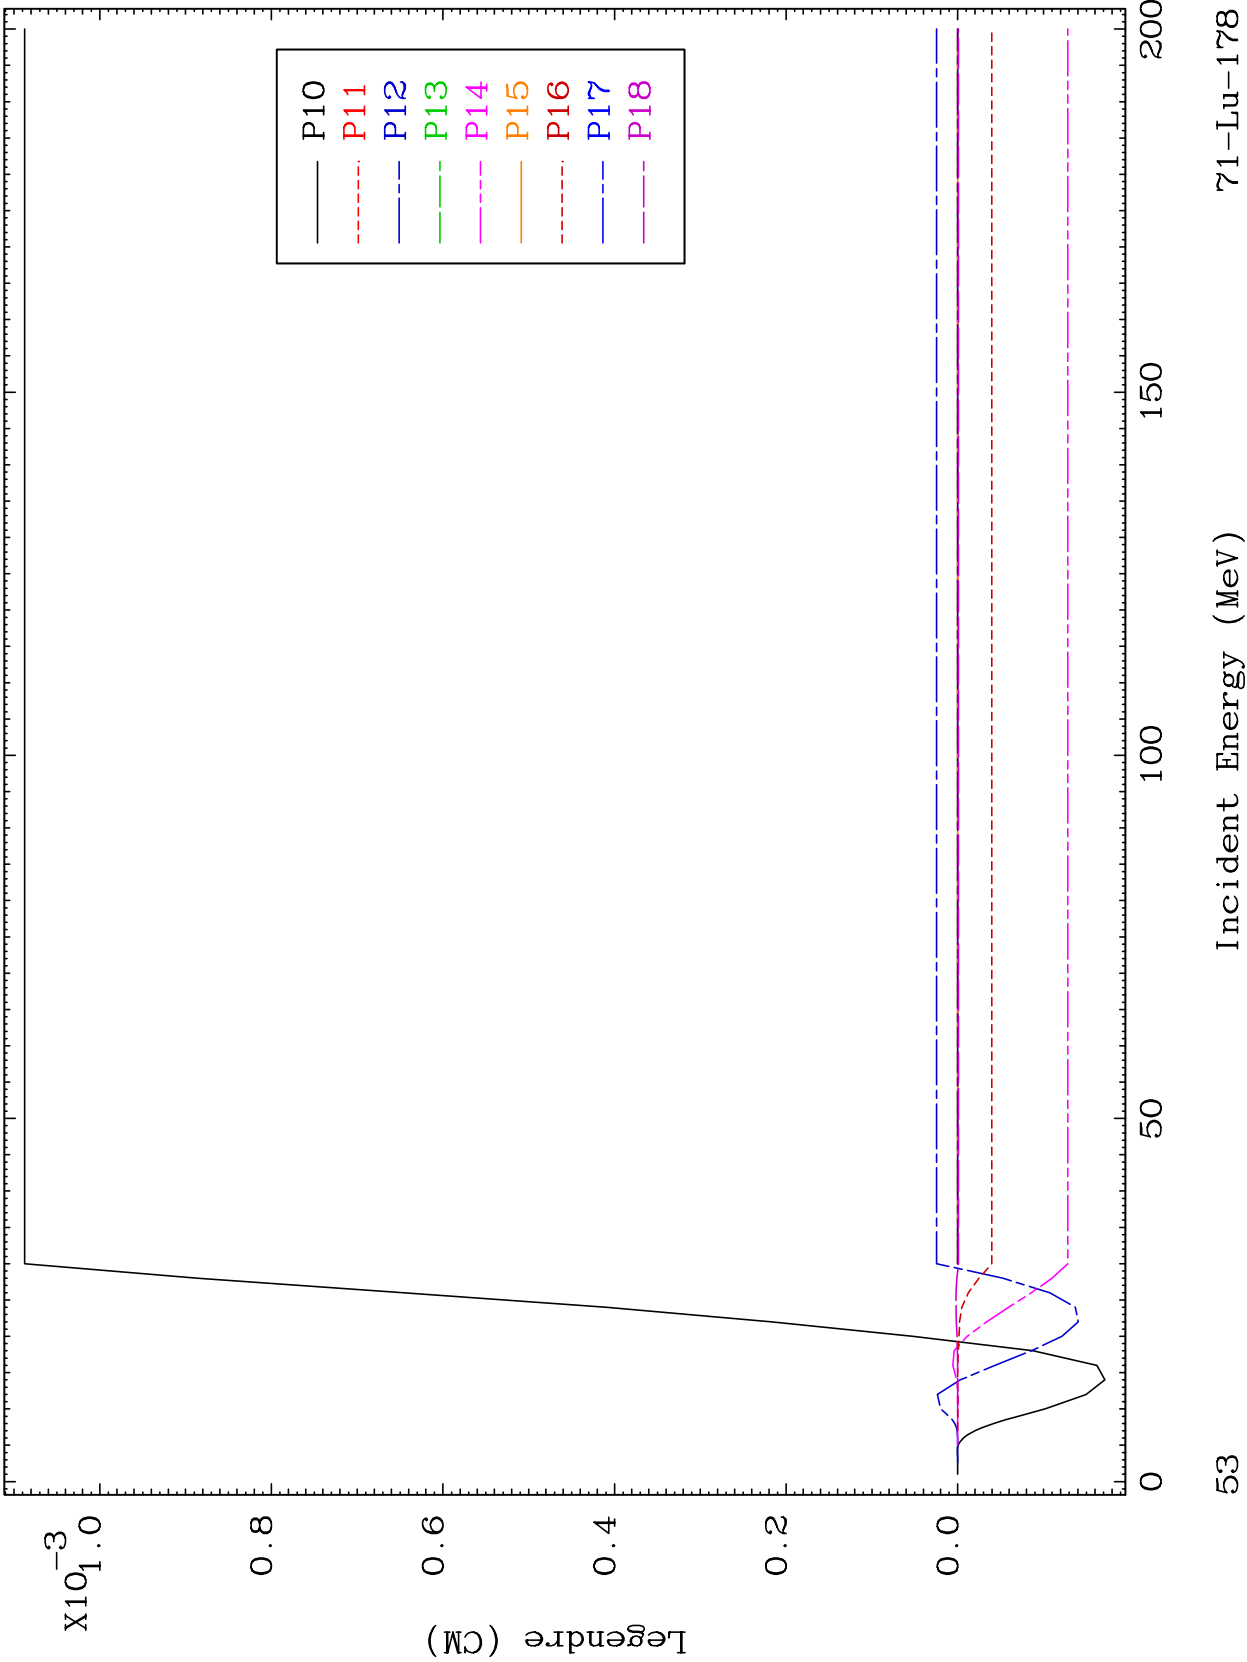 X10-3
1.0
0.8
0.6
0.4
0.2
0.0
Legendre (CM)
P10
P11
P12
P13
P14
P15
P16
P17
P18
0
50
100
150
200
Incident Energy (MeV)
53
71-Lu-178